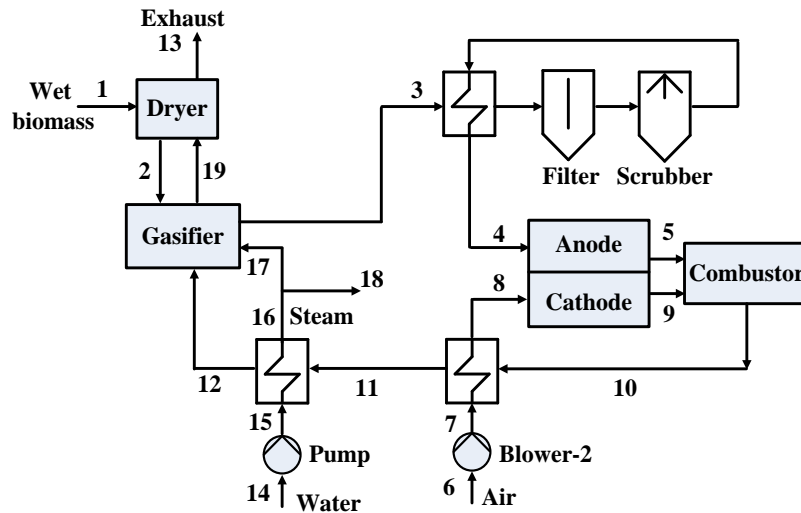 Exhaust
13
3
1
Wet
biomass
Dryer
2
19
Filter
Scrubber
Gasifier
4
Anode
5
17
Combustor
18
8
Cathode
9
16
Steam
12
11
10
15
7
Pump
Blower-2
14
Water
6
Air